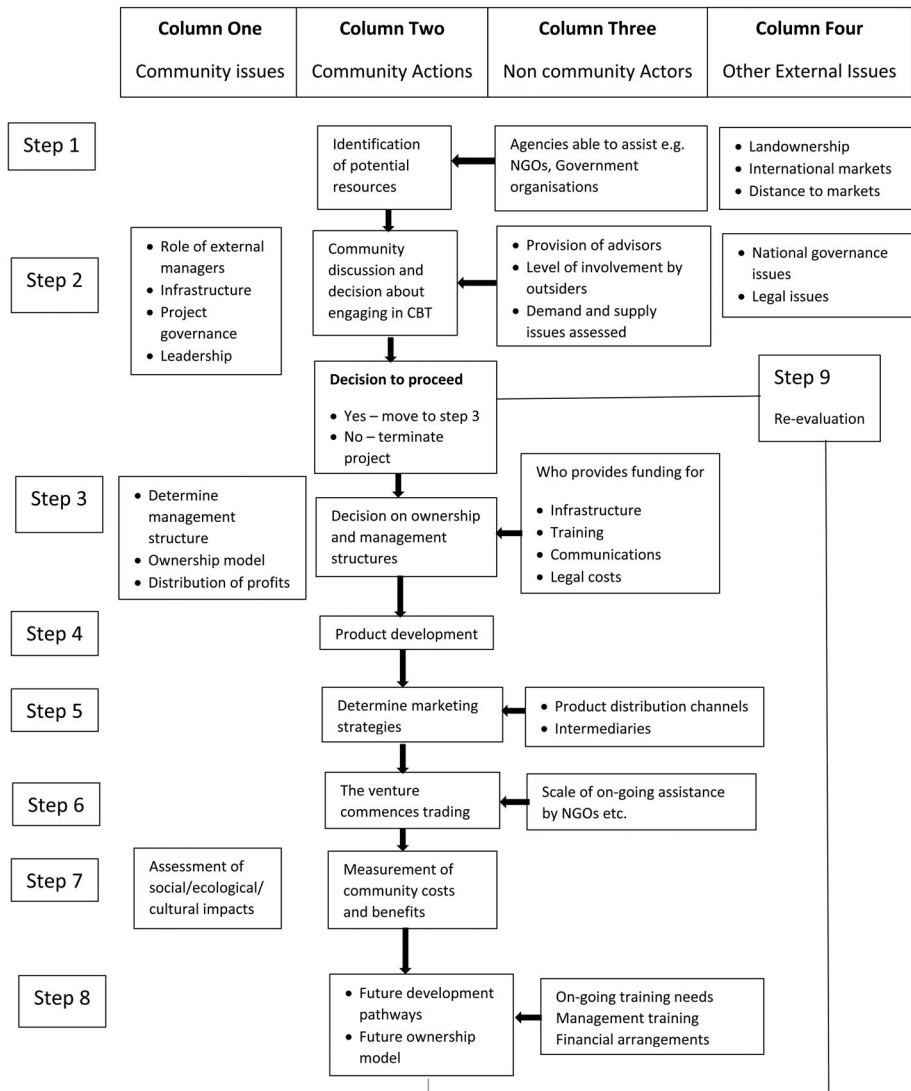 Column One
Community issues
Column Two
Community Actions
Column Three
Non community Actors
Column Four
Other External Issues
Step 1
Identification
of potential
resources
Agencies able to assist e.g.
NGOs, Government
organisations
• Landownership
• International markets
• Distance to markets
Step 2
• Role of external
managers
• Infrastructure
• Project
governance
• Leadership
Community
discussion and
decision about
engaging in CBT
• Provision of advisors
• Level of involvement by
outsiders
• Demand and supply
issues assessed
• National governance
issues
• Legal issues
Decision to proceed
• Yes – move to step 3
• No – terminate
project
Step 9
Re-evaluation
Step 3
• Determine
management
structure
• Ownership model
• Distribution of profits
Decision on ownership
and management
structures
Who provides funding for
• Infrastructure
• Training
• Communications
• Legal costs
Step 4
Product development
Step 5
Determine marketing
strategies
• Product distribution channels
• Intermediaries
Step 6
The venture
commences trading
Scale of on-going assistance
by NGOs etc.
Step 7
Assessment of
social/ecological/
cultural impacts
Measurement of
community costs
and benefits
Step 8
• Future development
pathways
• Future ownership
model
On-going training needs
Management training
Financial arrangements